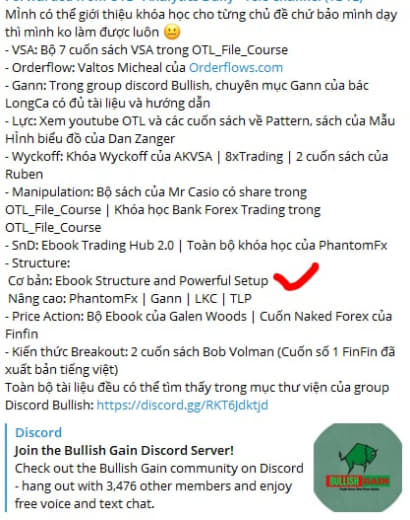 Forwarded from OTL - Analytics Daily - Tele Channel
Mình có thể giới thiệu khóa học cho từng chủ đề chứ bảo mình dạy
thì mình ko làm được luôn 😐
- VSA: Bộ 7 cuốn sách VSA trong OTL_File_Course
- Orderflow: Valtos Micheal của Orderflows.com
- Gann: Trong group discord Bullish, chuyên mục Gann của bác
LongCa có đủ tài liệu và hướng dẫn
- Lực: Xem youtube OTL và các cuốn sách về Pattern, sách của Mẫu
HÌnh biểu đồ của Dan Zanger
- Wyckoff: Khóa Wyckoff của AKVSA | 8xTrading | 2 cuốn sách của
Ruben
- Manipulation: Bộ sách của Mr Casio có share trong
OTL_File_Course | Khóa học Bank Forex Trading trong
OTL_File_Course
- SnD: Ebook Trading Hub 2.0 | Toàn bộ khóa học của PhantomFx
- Structure:
Cơ bản: Ebook Structure and Powerful Setup
Nâng cao: PhantomFx | Gann | LKC | TLP
- Price Action: Bộ Ebook của Galen Woods | Cuốn Naked Forex của
Finfin
- Kiến thức Breakout: 2 cuốn sách Bob Volman (Cuốn số 1 FinFin đã
xuất bản tiếng việt)
Toàn bộ tài liệu đều có thể tìm thấy trong mục thư viện của group
Discord Bullish: https://discord.gg/RKT6Jdktjd
Discord
Join the Bullish Gain Discord Server!
Check out the Bullish Gain community on Discord
- hang out with 3,476 other members and enjoy
free voice and text chat.
BULLISH GAIN